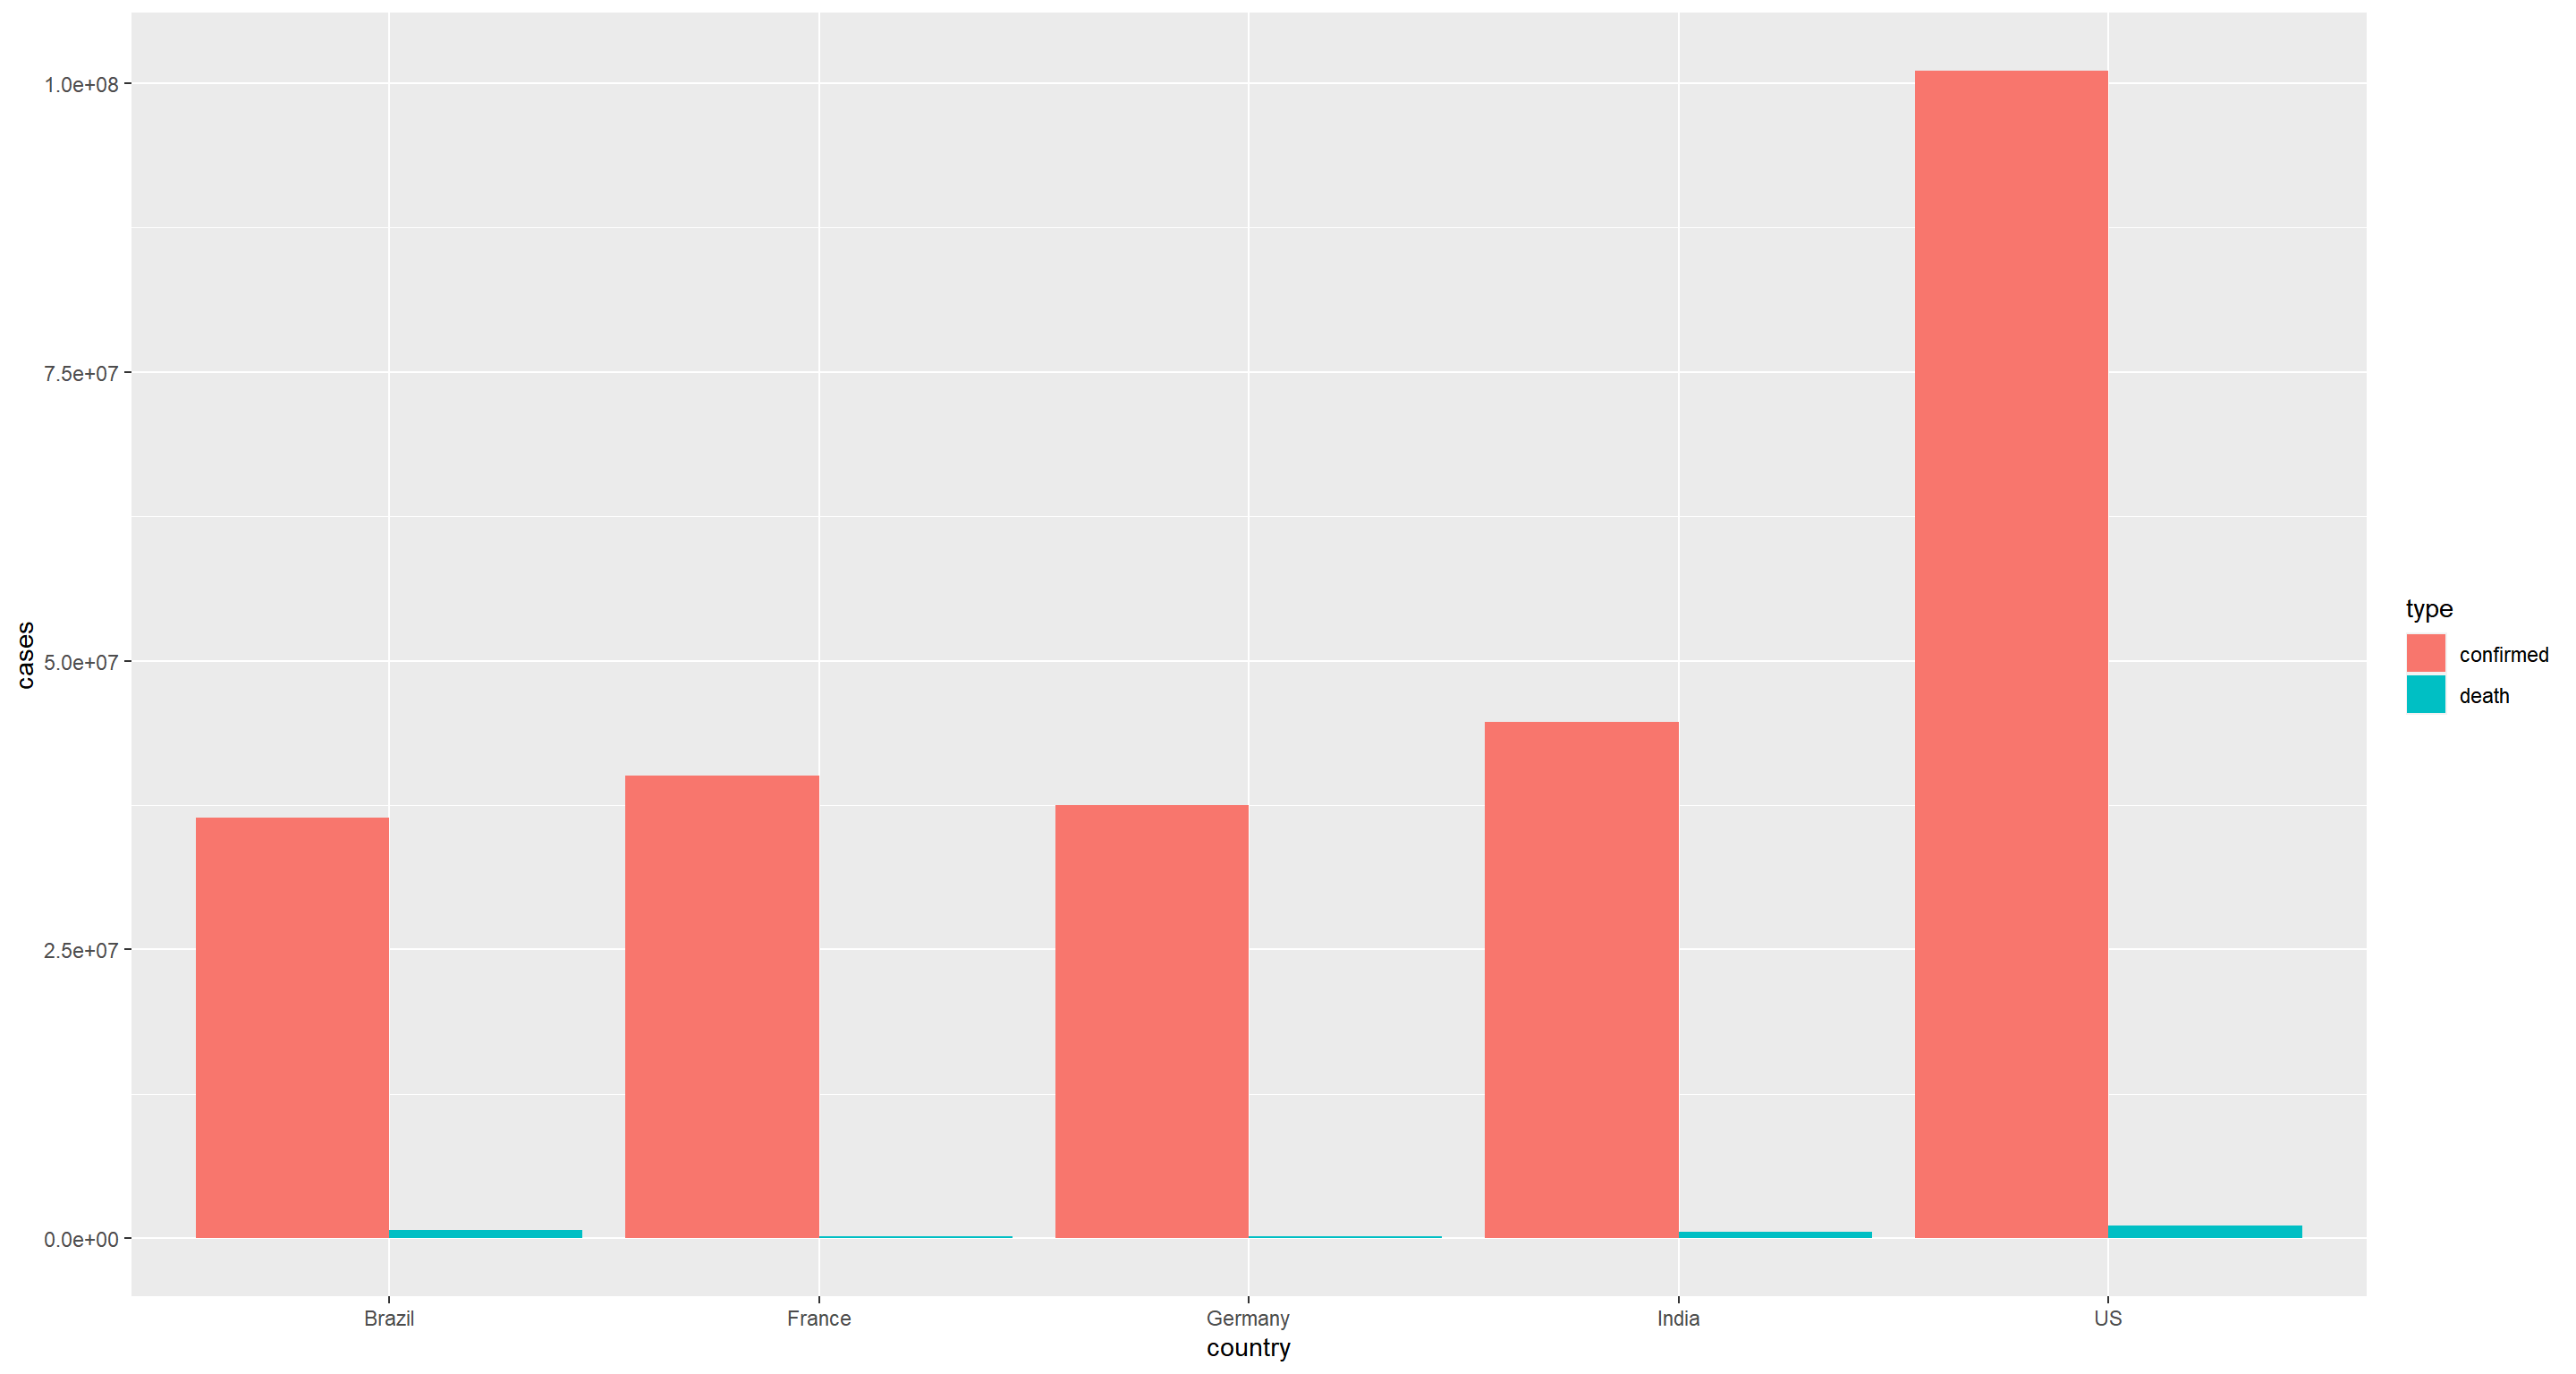 1.0e+08
7.5e+07
5.0e+07
2.5e+07
0.0e+00
cases
Brazil France Germany India US
country
type
confirmed
death